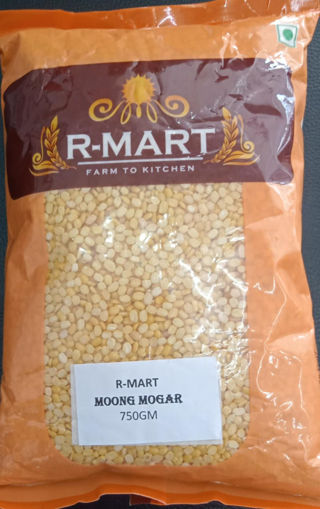 R-MART
FARM TO KITCHEN
R-MART
MOONG MOGAR
750GM